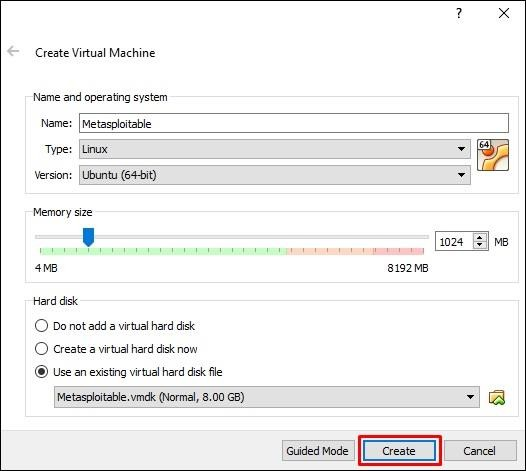 ?
Create Virtual Machine
Name and operating system
Name: Metasploitable
Type: Linux
64
Version: Ubuntu (64-bit)
Memory size
1024 MB
4 MB 8192 MB
Hard disk
Do not add a virtual hard disk
Create a virtual hard disk now
Use an existing virtual hard disk file
Metasploitable.vmdk (Normal, 8.00 GB)
Guided Mode Create Cancel